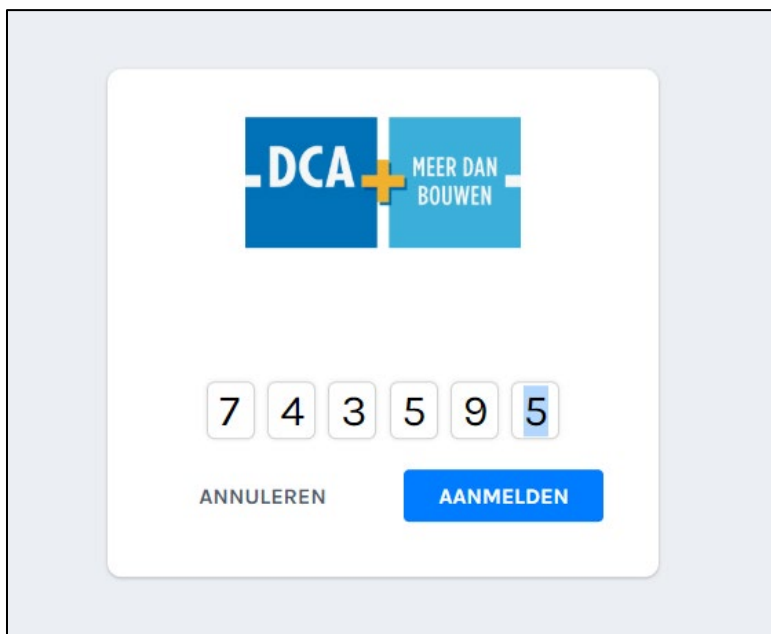 DCA
MEER DAN
BOUWEN
7 4 3 5 9 5
ANNULEREN AANMELDEN